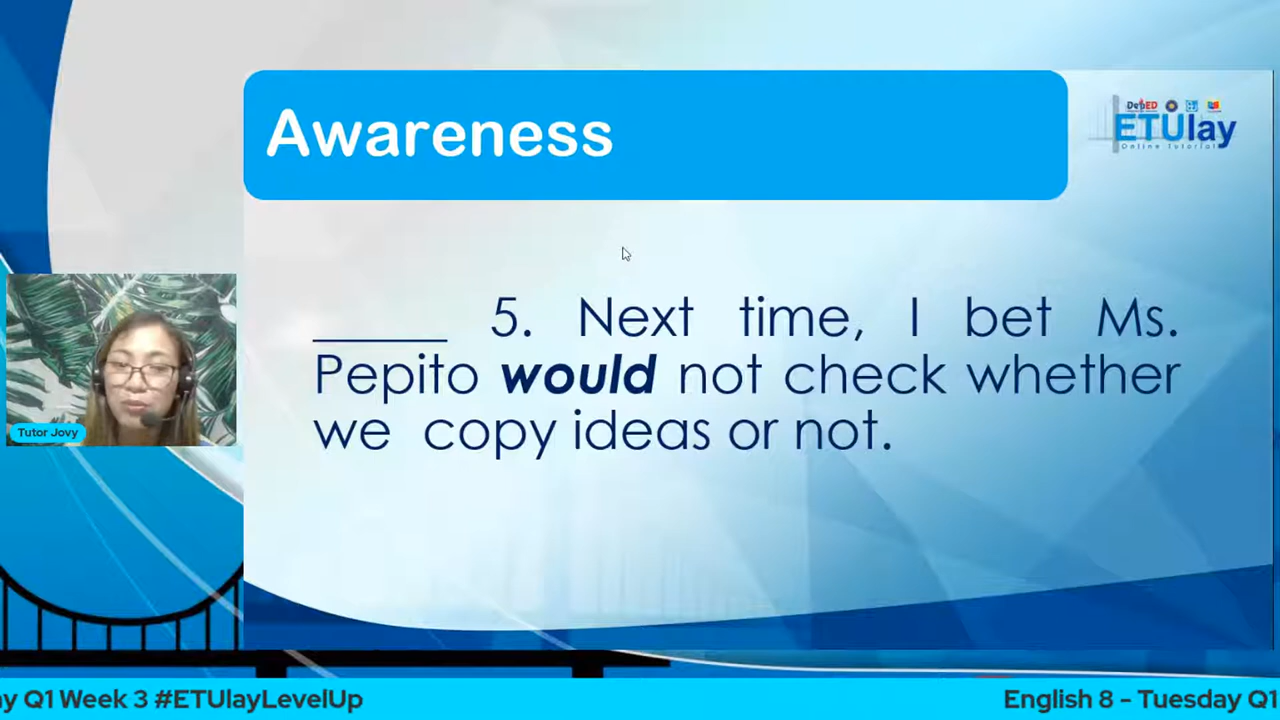 Awareness
DepED
ETUlay
Online Tutorial
_____ 5. Next time, I bet Ms.
Pepito would not check whether
we copy ideas or not.
Tutor Jovy
y Q1 Week 3 #ETUlayLevelUp
English 8 - Tuesday Q1